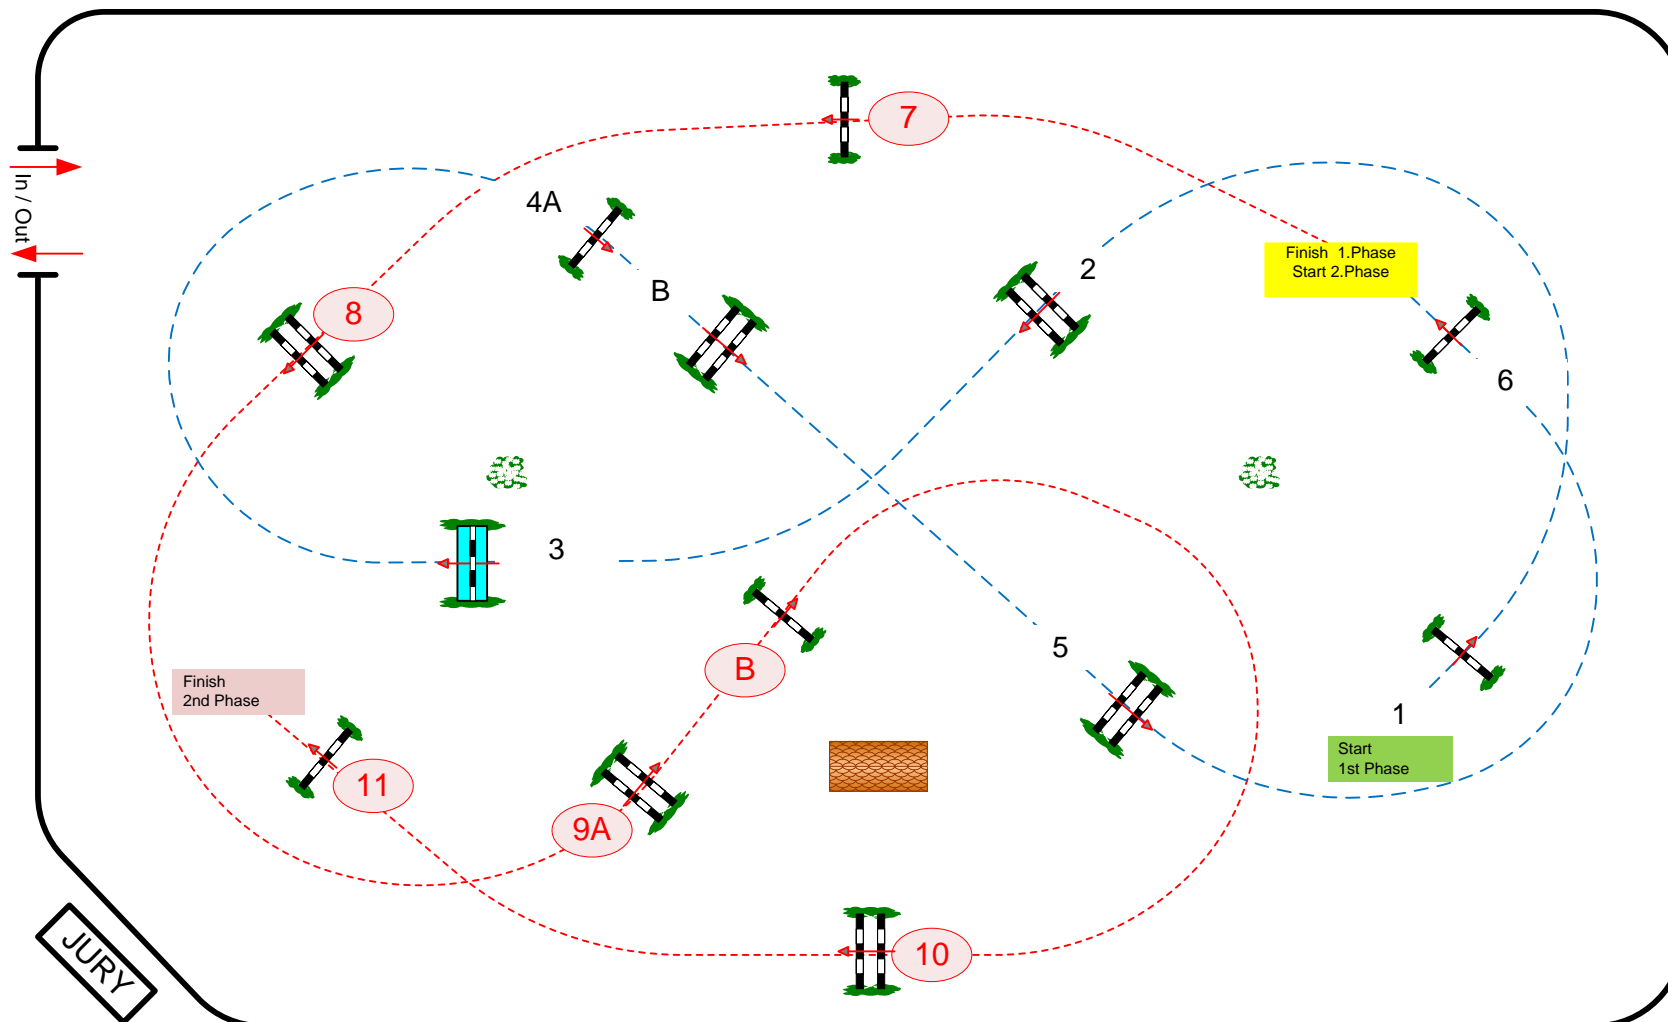 7
In / Out
4A
2
Finish 1.Phase
Start 2.Phase
B
8
6
3
5
B
Finish
2nd Phase
1
Start
1st Phase
11
9A
10
JURY